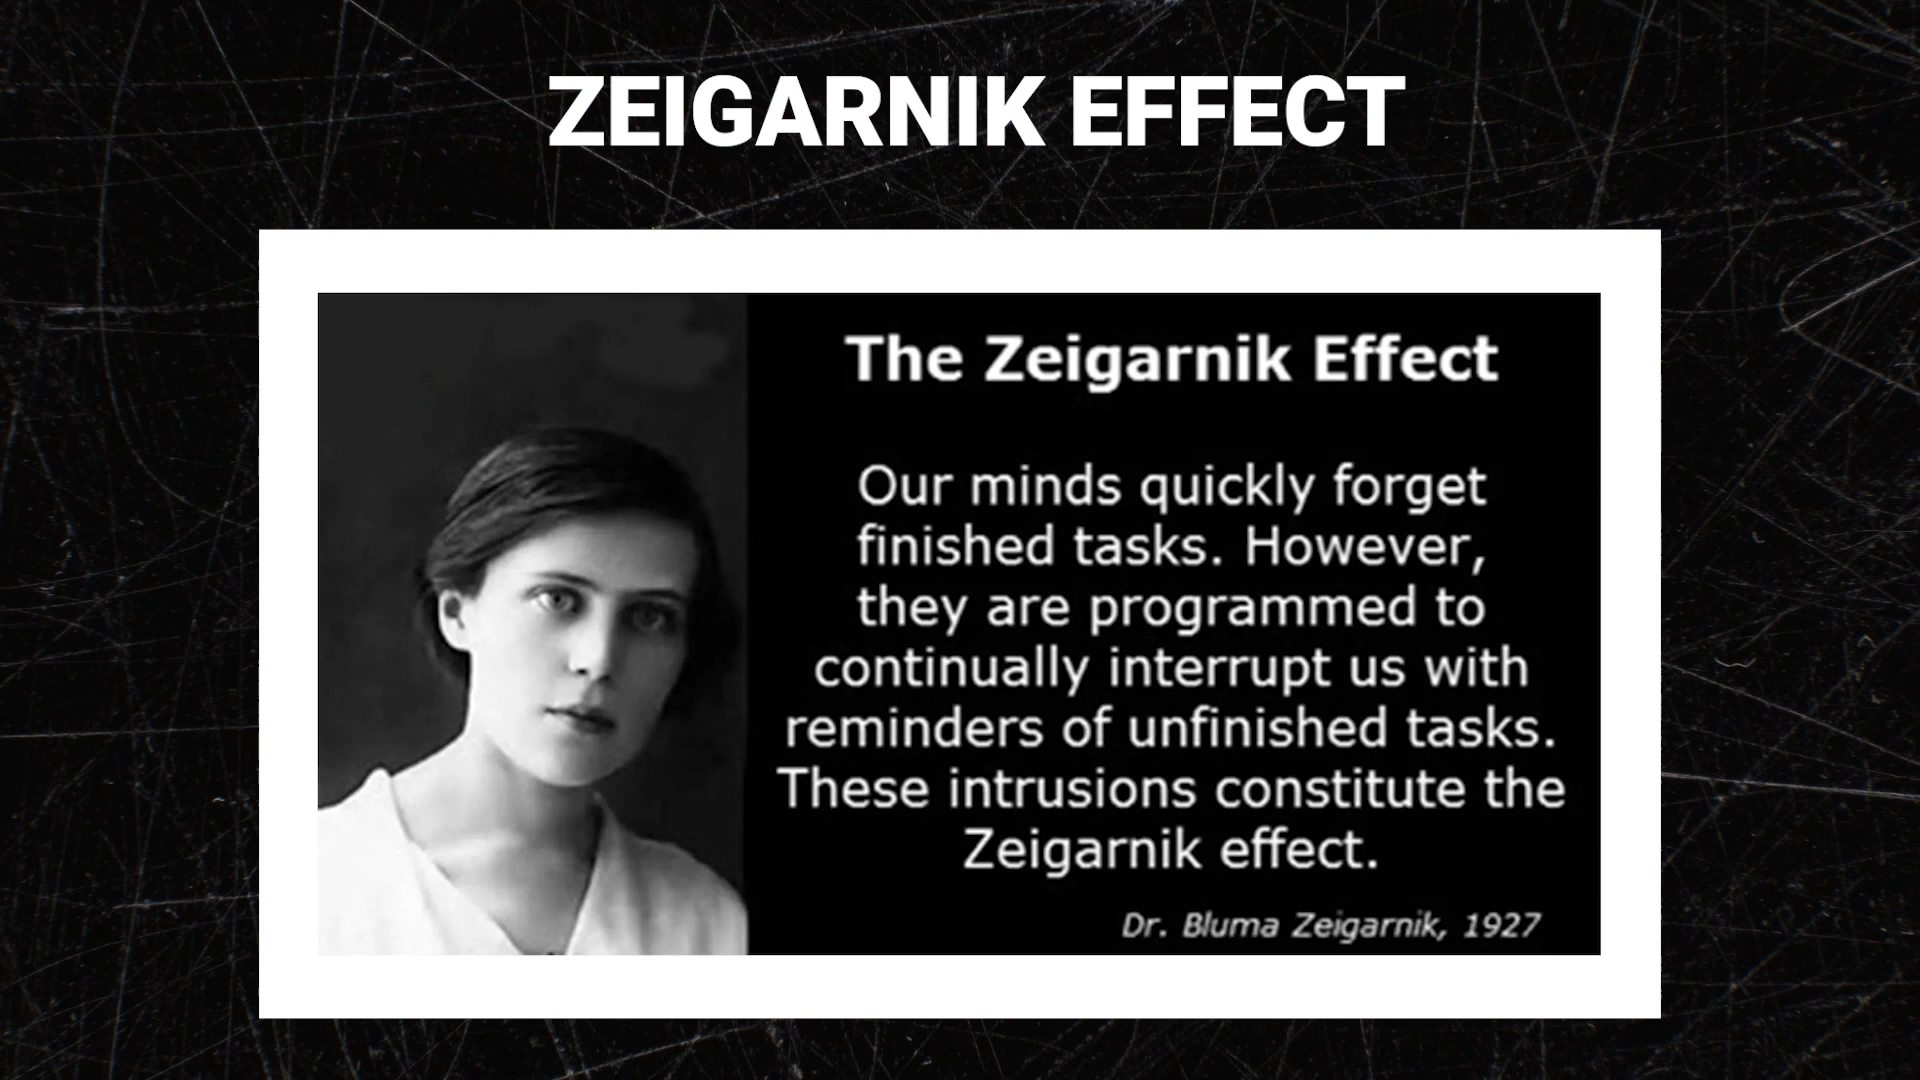 ZEIGARNIK EFFECT
The Zeigarnik Effect
Our minds quickly forget
finished tasks. However,
they are programmed to
continually interrupt us with
reminders of unfinished tasks.
These intrusions constitute the
Zeigarnik effect.
Dr. Bluma Zeigarnik, 1927